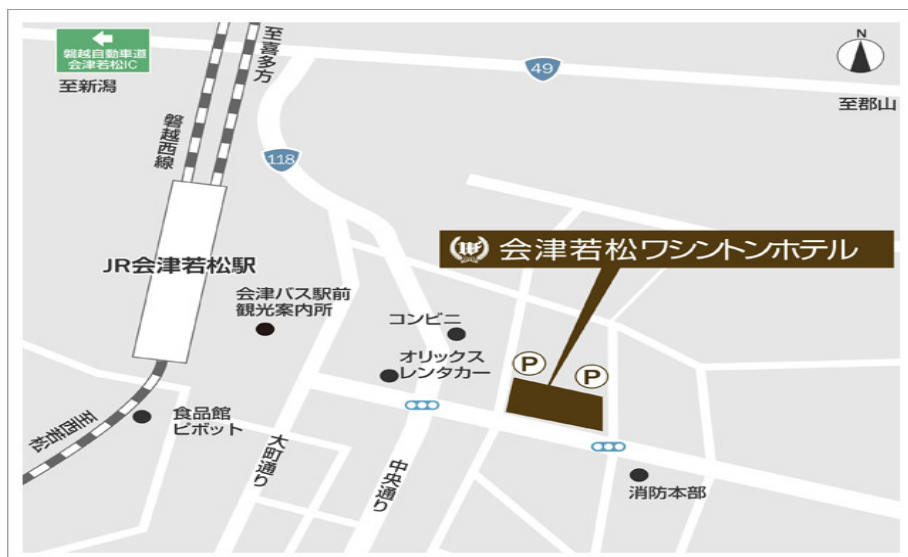 磐越自動車道
会津若松IC
至新潟
至喜多方
49
N
至郡山
磐越西線
118
会津若松ワシントンホテル
JR会津若松駅
会津バス駅前
観光案内所
コンビニ
オリックス
レンタカー
P
P
食品館
ピボット
至西若松
大町通り
中央通り
消防本部